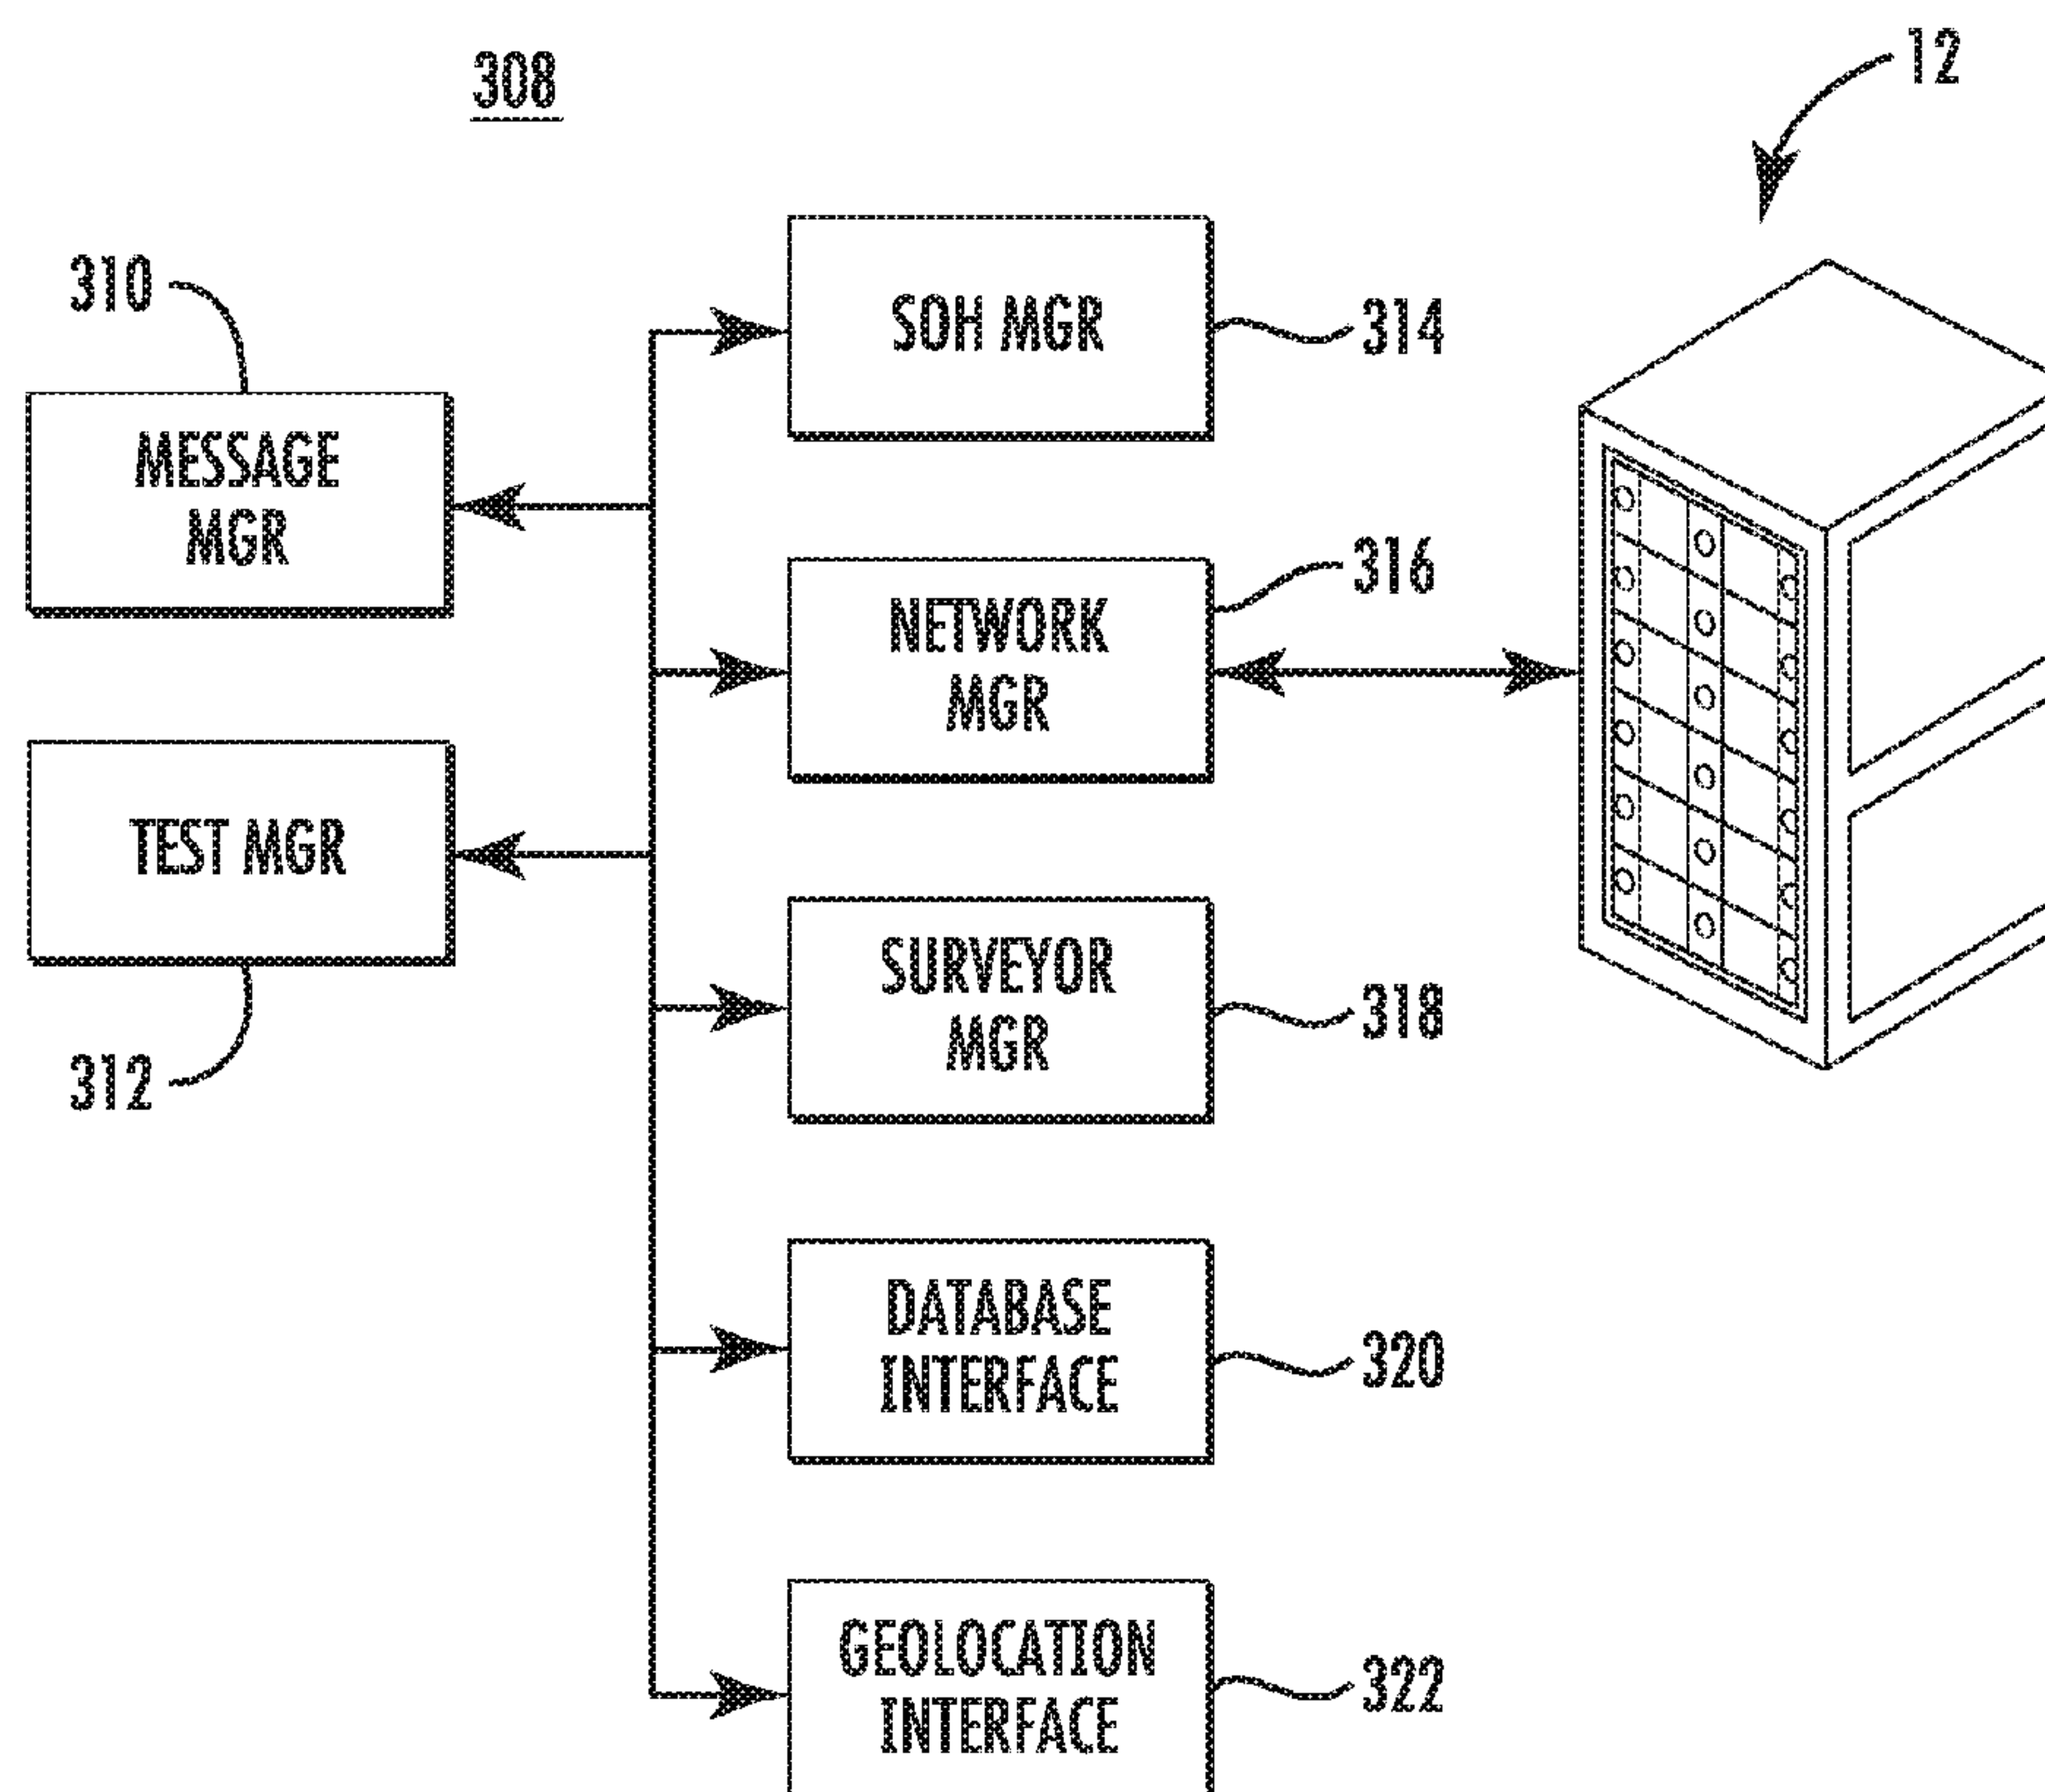 308
12
310
MESSAGE
MGR
SOH MGR
314
NETWORK
MGR
316
TEST MGR
312
SURVEYOR
MGR
318
DATABASE
INTERFACE
320
GEOLOCATION
INTERFACE
322